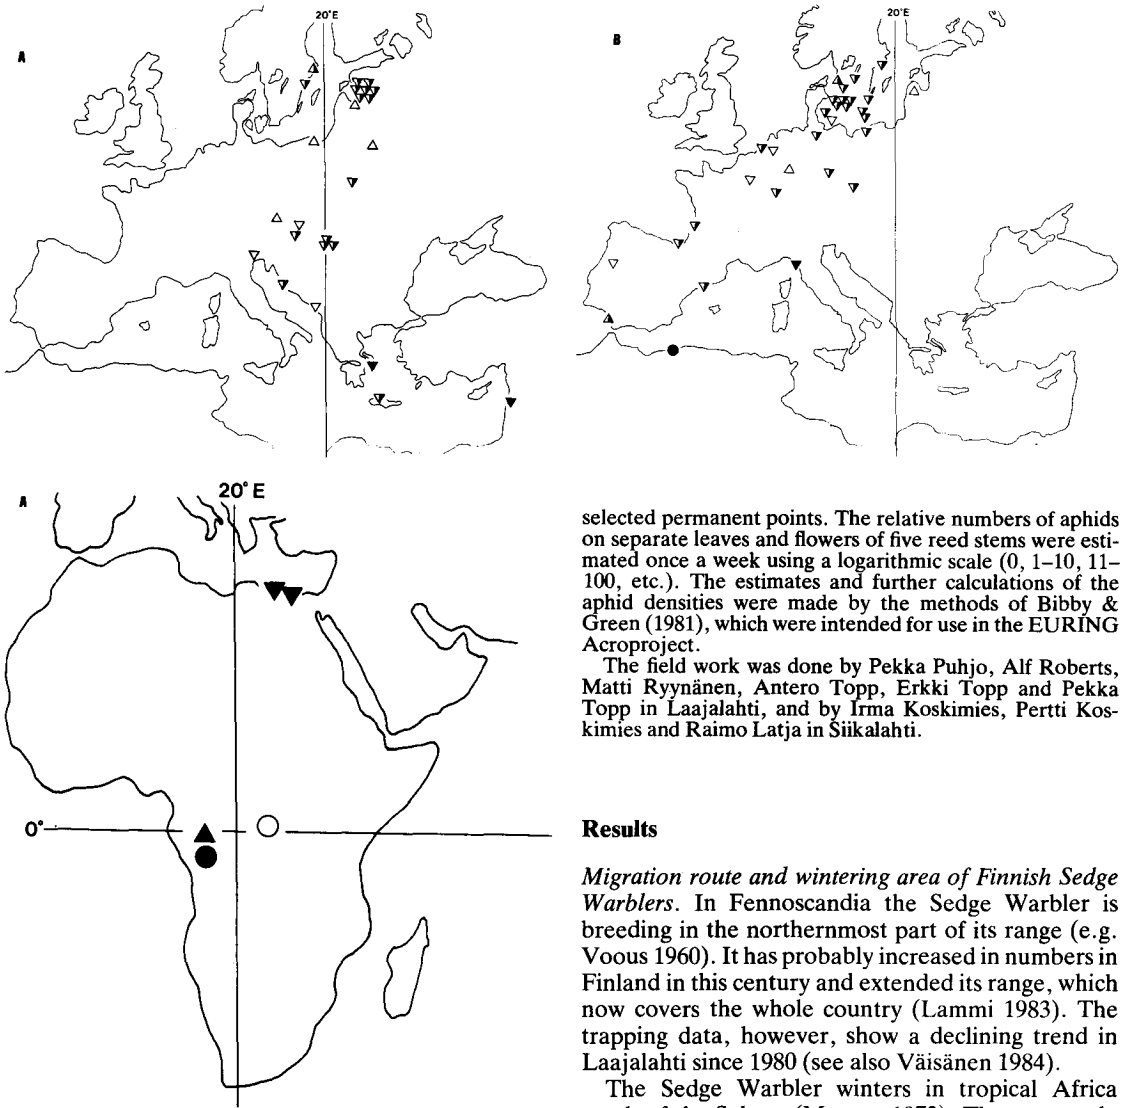 A
20°E
B
20°E
A
20° E
0°
selected permanent points. The relative numbers of aphids
on separate leaves and flowers of five reed stems were esti-
mated once a week using a logarithmic scale (0, 1–10, 11–
100, etc.). The estimates and further calculations of the
aphid densities were made by the methods of Bibby &
Green (1981), which were intended for use in the EURING
Acroproject.
The field work was done by Pekka Puhjo, Alf Roberts,
Matti Ryynänen, Antero Topp, Erkki Topp and Pekka
Topp in Laajalahti, and by Irma Koskimies, Pertti Kos-
kimies and Raimo Latja in Siikalahti.
Results
Migration route and wintering area of Finnish Sedge
Warblers. In Fennoscandia the Sedge Warbler is
breeding in the northernmost part of its range (e.g.
Voous 1960). It has probably increased in numbers in
Finland in this century and extended its range, which
now covers the whole country (Lammi 1983). The
trapping data, however, show a declining trend in
Laajalahti since 1980 (see also Väisänen 1984).
The Sedge Warbler winters in tropical Africa